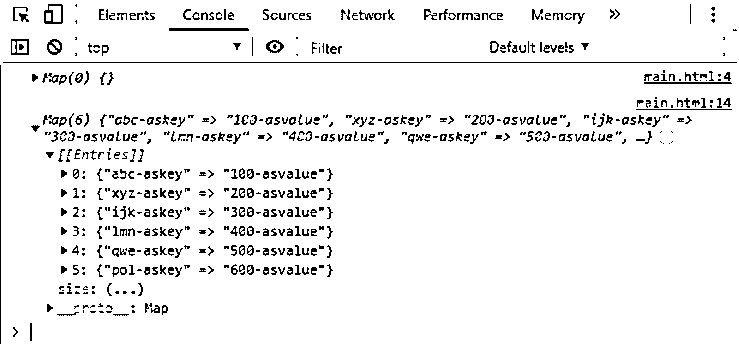 Elements Console Sources Network Performance Memory »
top Filter Default levels ▼
Map(0) {} main.html:4
main.html:14
Map(6) {"abc-askey" => "100-asvalue", "xyz-askey" => "200-asvalue", "ijk-askey" =>
"300-asvalue", "lmn-askey" => "400-asvalue", "qwe-askey" => "500-asvalue", …}
[[Entries]]
0: {"abc-askey" => "100-asvalue"}
1: {"xyz-askey" => "200-asvalue"}
2: {"ijk-askey" => "300-asvalue"}
3: {"lmn-askey" => "400-asvalue"}
4: {"qwe-askey" => "500-asvalue"}
5: {"pol-askey" => "600-asvalue"}
size: (...)
__proto__: Map
>